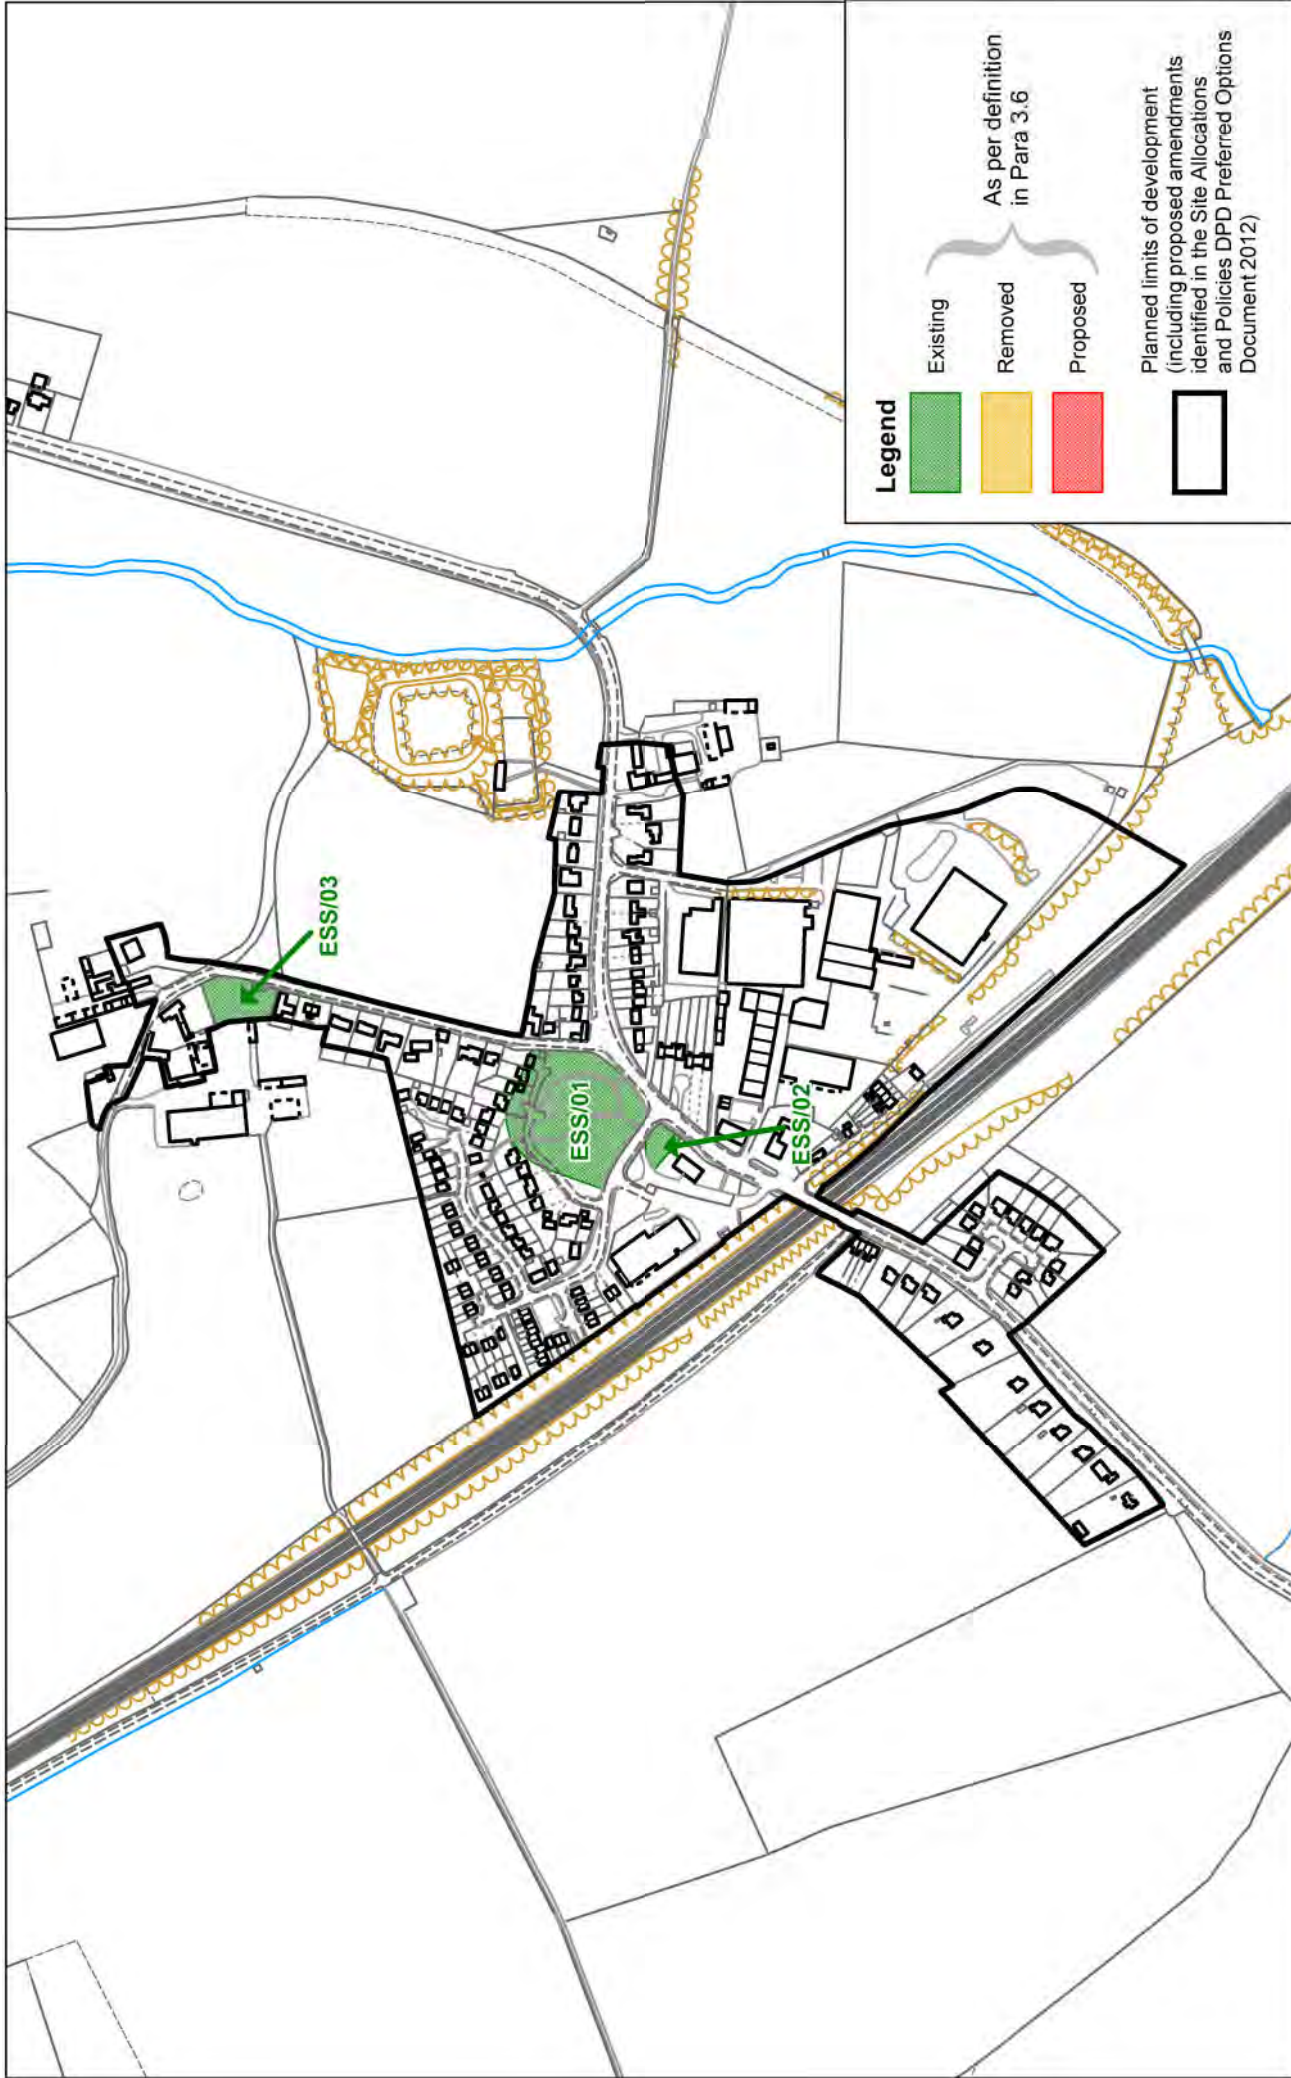 ESS/03
ESS/01
ESS/02
Legend
Existing
Removed
Proposed
As per definition
in Para 3.6
Planned limits of development
(including proposed amendments
identified in the Site Allocations
and Policies DPD Preferred Options
Document 2012)